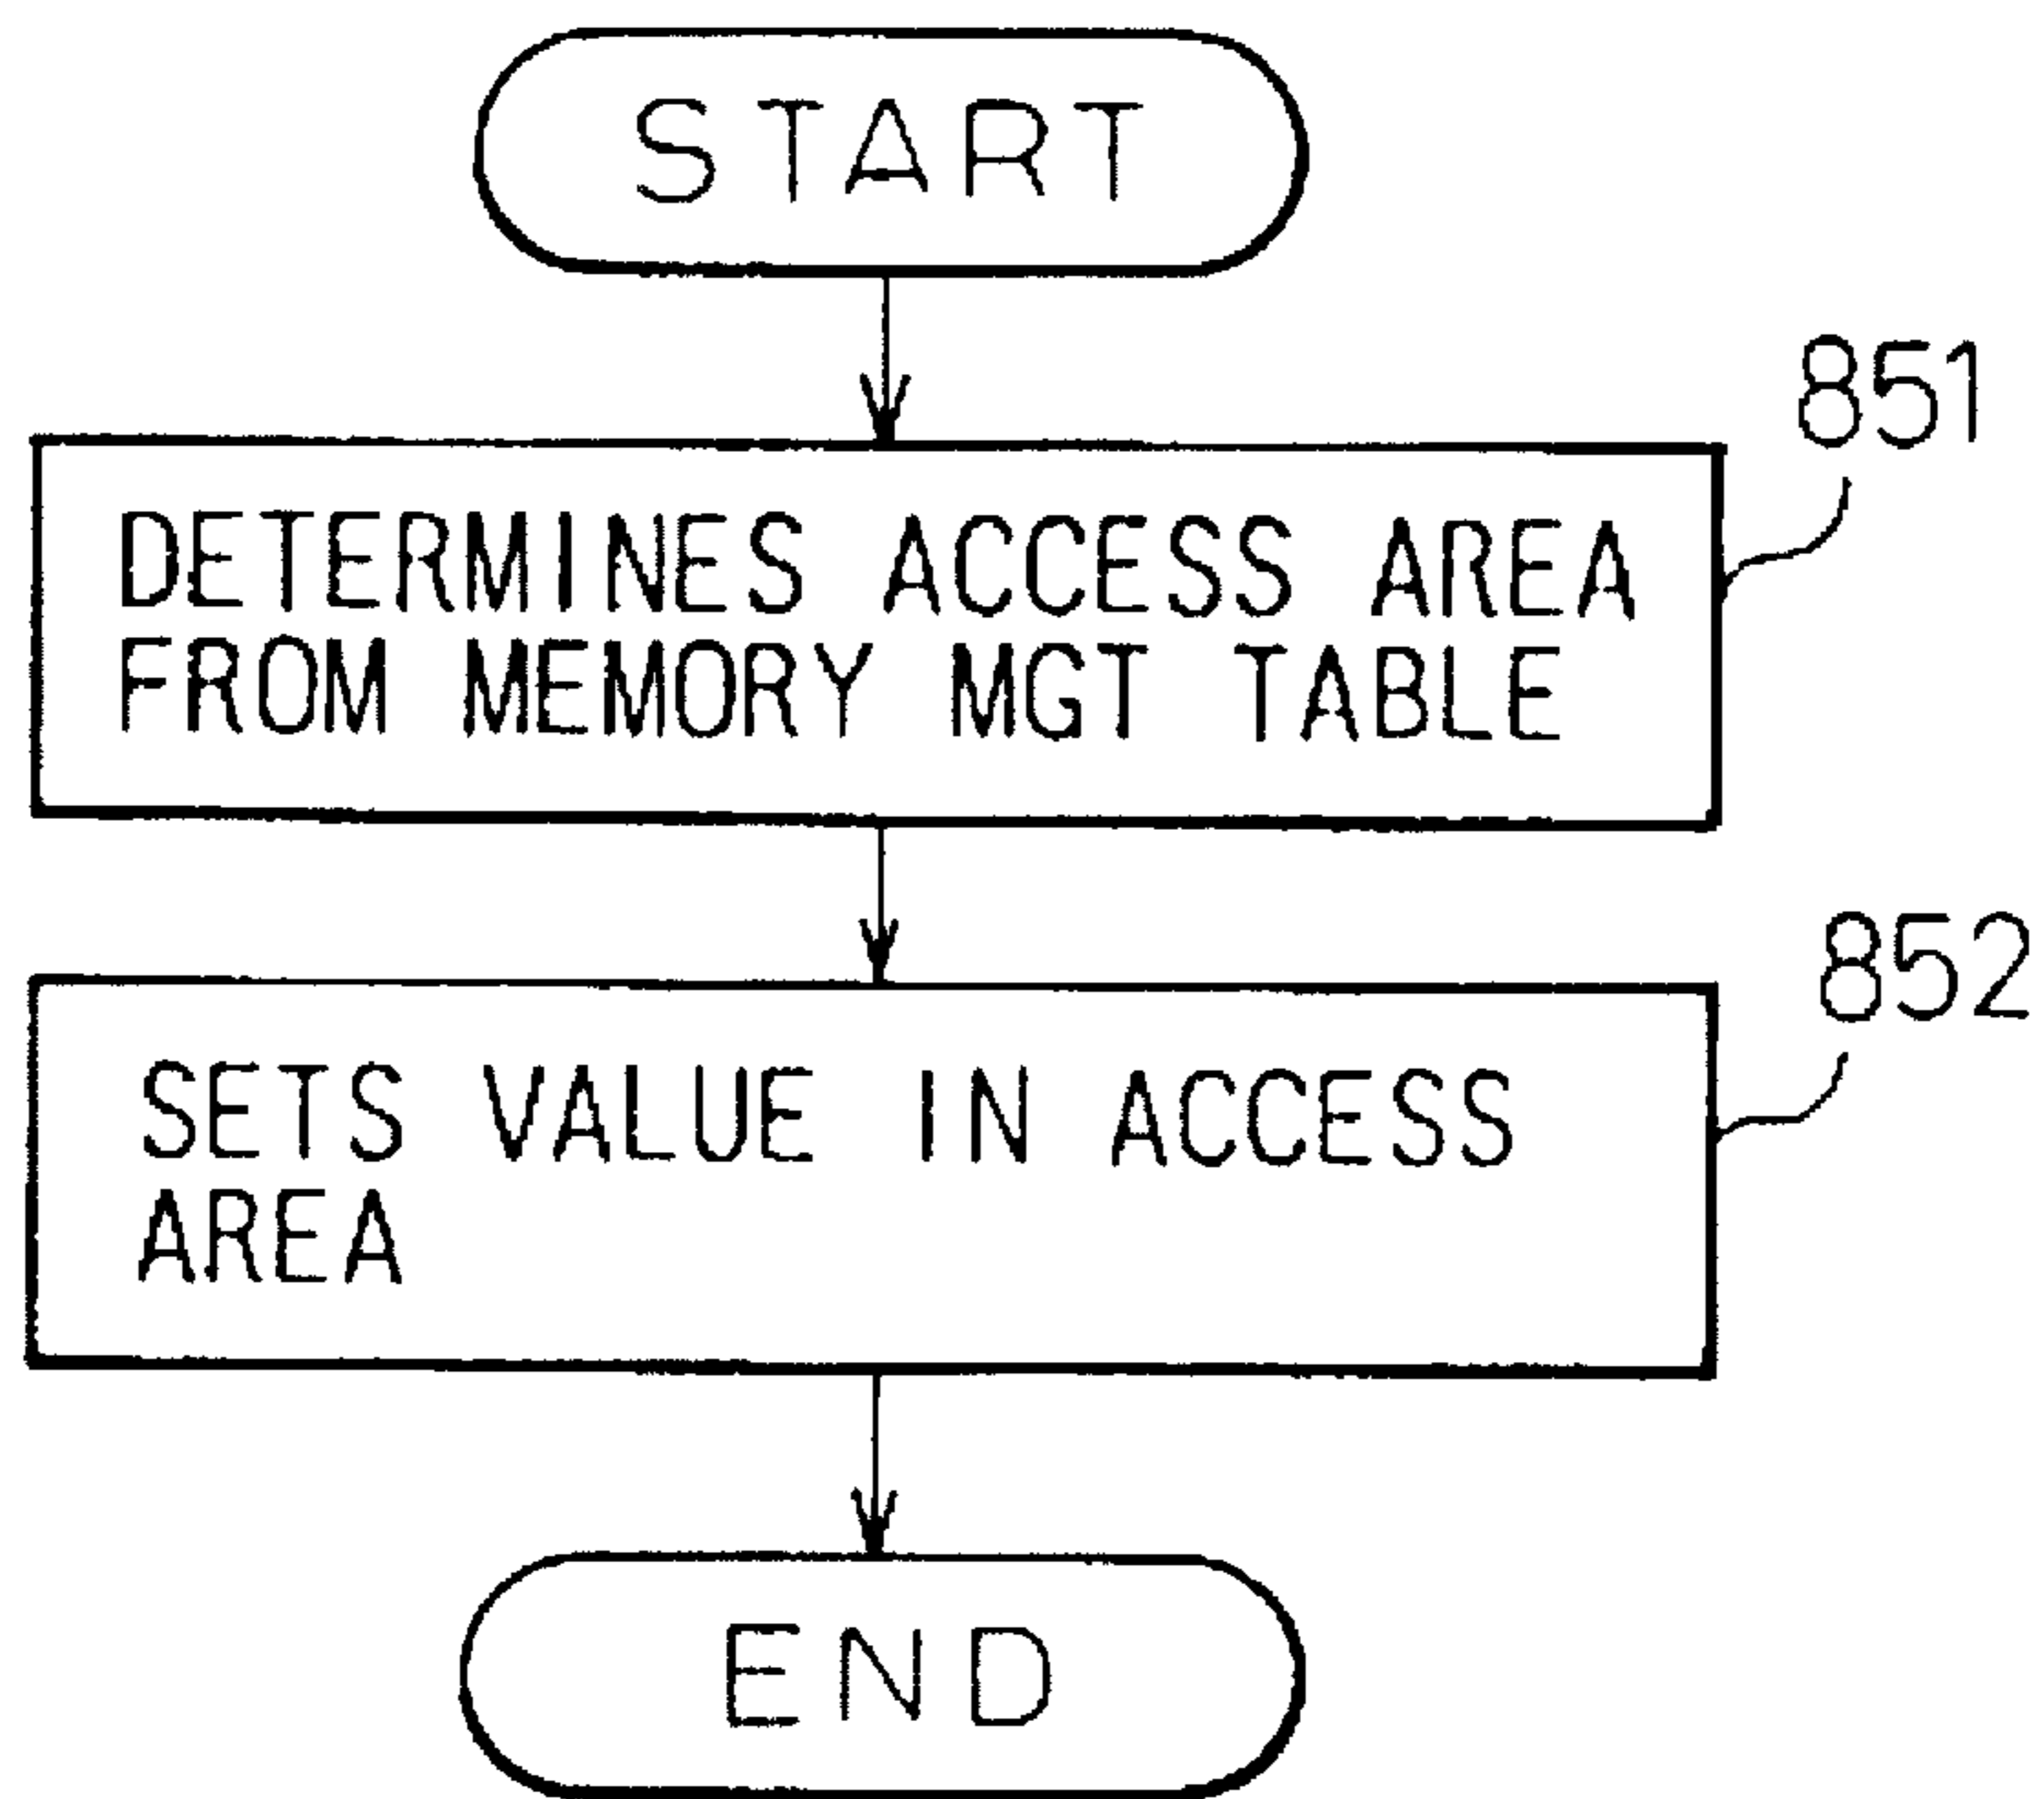 START
851
DETERMINES ACCESS AREA
FROM MEMORY MGT TABLE
852
SETS VALUE IN ACCESS
AREA
END